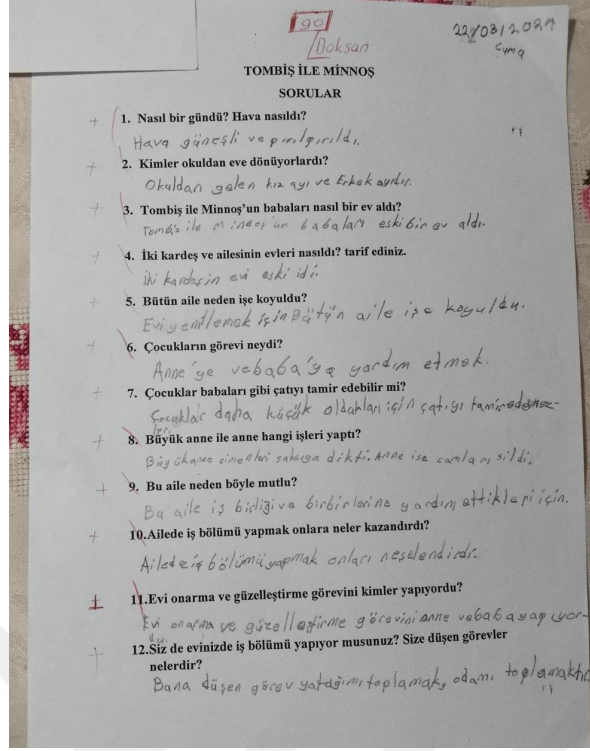 90
Doksan
22/03/2024
Cuma
TOMBİŞ İLE MİNNOŞ
SORULAR
+ 1. Nasıl bir gündü? Hava nasıldı?
Hava güneşli ve pırılpırıldı.
+ 2. Kimler okuldan eve dönüyorlardı?
Okuldan gelen kız ayı ve Erkek ayıdır.
+ 3. Tombiş ile Minnoş'un babaları nasıl bir ev aldı?
Tombiş ile minnoş'un babaları eski bir ev aldı.
+ 4. İki kardeş ve ailesinin evleri nasıldı? tarif ediniz.
İki kardeşin evi eski idi.
+ 5. Bütün aile neden işe koyuldu?
Evi yenilemek için Bütün aile işe koyuldu.
+ 6. Çocukların görevi neydi?
Anne'ye ve baba'ya yardım etmek.
+ 7. Çocuklar babaları gibi çatıyı tamir edebilir mi?
Çocuklar daha küçük oldukları için çatıyı tamir edemez-
ler.
+ 8. Büyük anne ile anne hangi işleri yaptı?
Büyükanne çimenleri saksıya dikti. Anne ise camları sildi.
+ 9. Bu aile neden böyle mutlu?
Bu aile iş birliği ve birbirlerine yardım ettikleri için.
+ 10.Ailede iş bölümü yapmak onlara neler kazandırdı?
Ailede iş bölümü yapmak onları neşelendirdi.
+ 11.Evi onarma ve güzelleştirme görevini kimler yapıyordu?
Evi onarma ve güzelleştirme görevini anne ve baba yapıyor-
du.
+ 12.Siz de evinizde iş bölümü yapıyor musunuz? Size düşen görevler
nelerdir?
Bana düşen görev yatağımı toplamak, odamı toplamaktır.